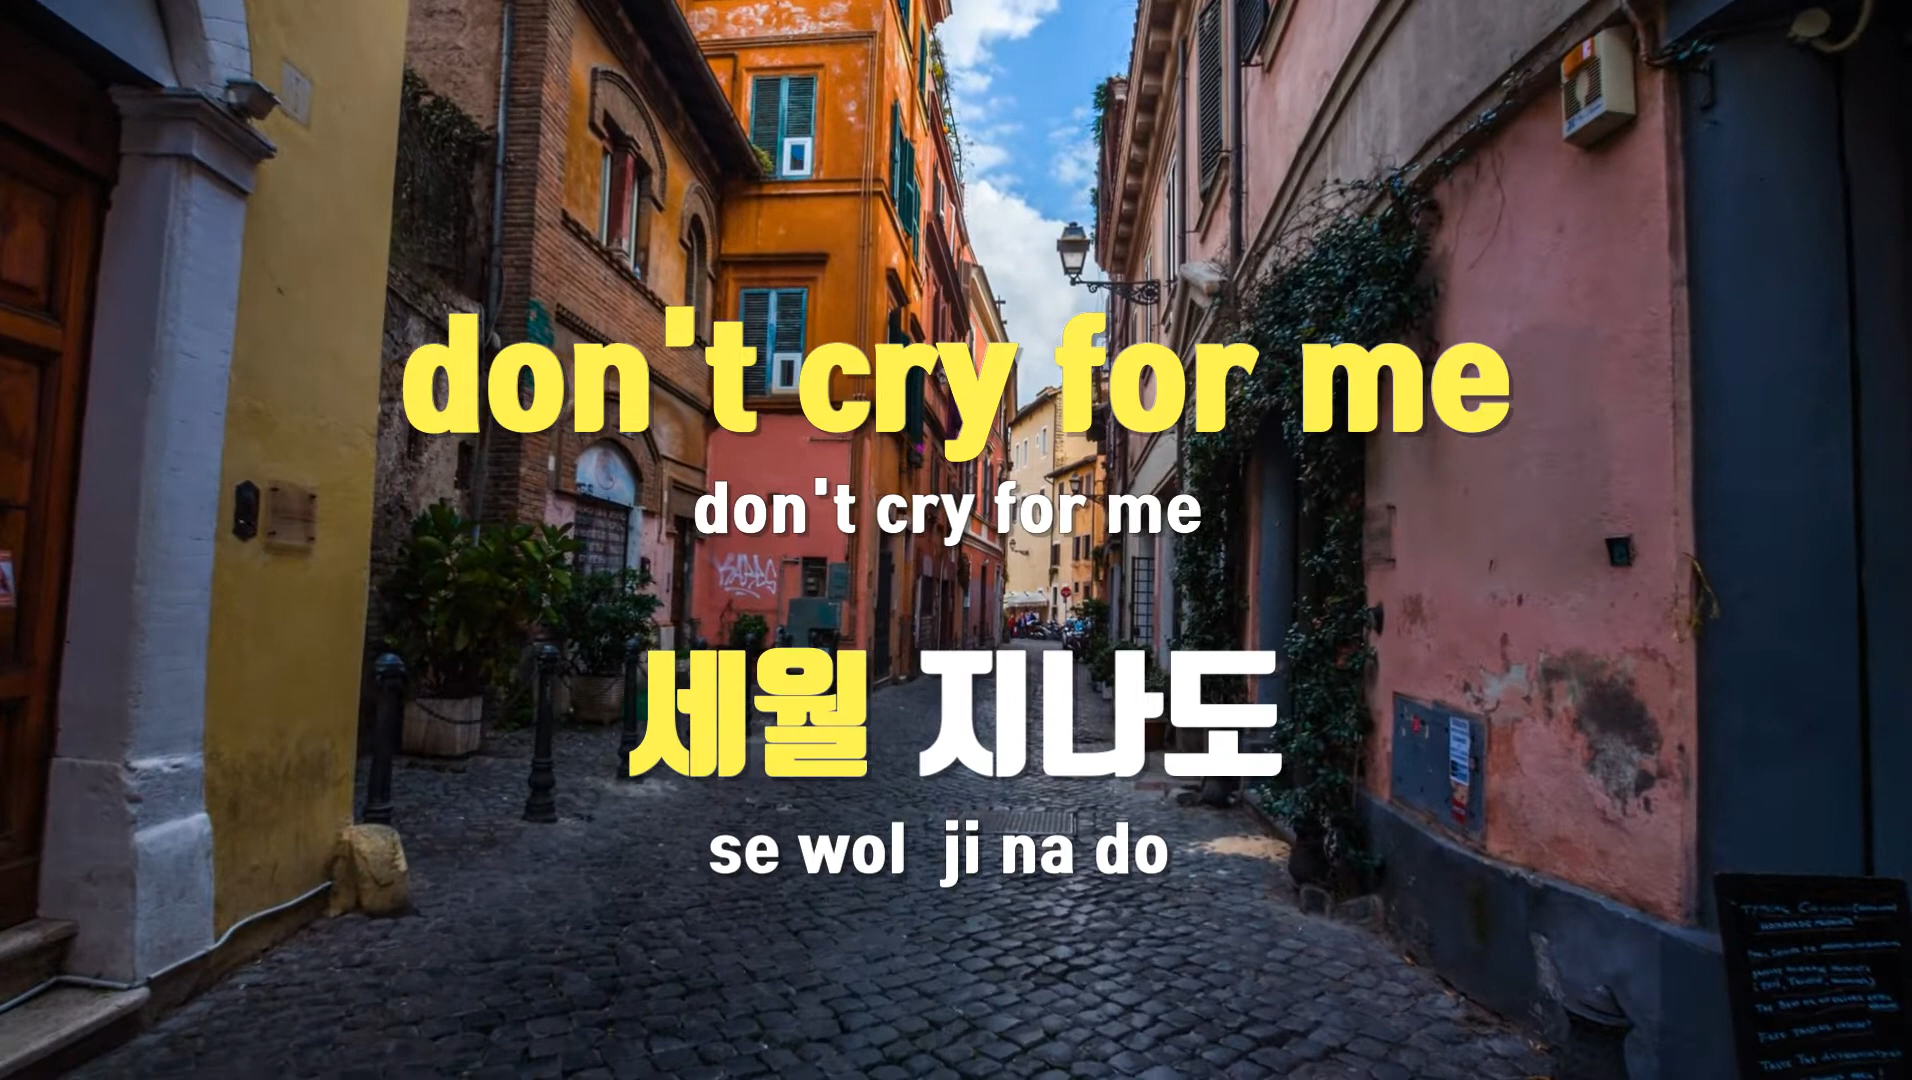 don't cry for me
don't cry for me
세월 지나도
se wol ji na do